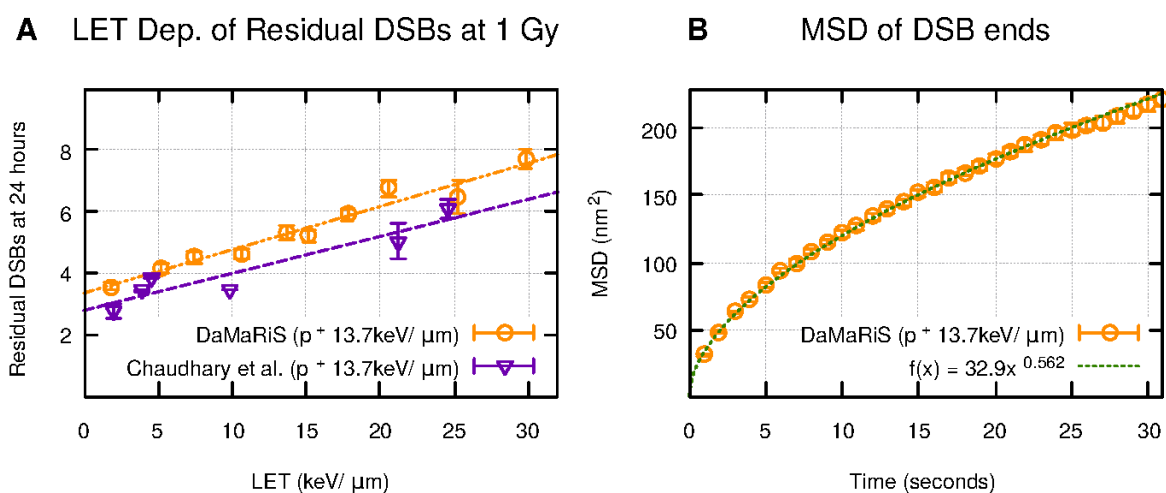 A LET Dep. of Residual DSBs at 1 Gy
Residual DSBs at 24 hours
8
6
4
2
DaMaRiS (p + 13.7keV/ μm)
Chaudhary et al. (p + 13.7keV/ μm)
0 5 10 15 20 25 30
LET (keV/ μm)
B MSD of DSB ends
MSD (nm2)
200
150
100
50
DaMaRiS (p + 13.7keV/ μm)
f(x) = 32.9x 0.562
0 5 10 15 20 25 30
Time (seconds)